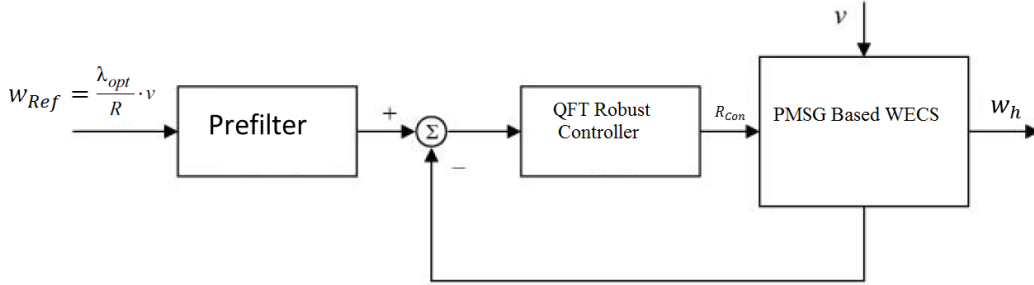 v
w_Ref = λ_opt/R · v
Prefilter
+
Σ
−
QFT Robust
Controller
R_Con
PMSG Based WECS
w_h